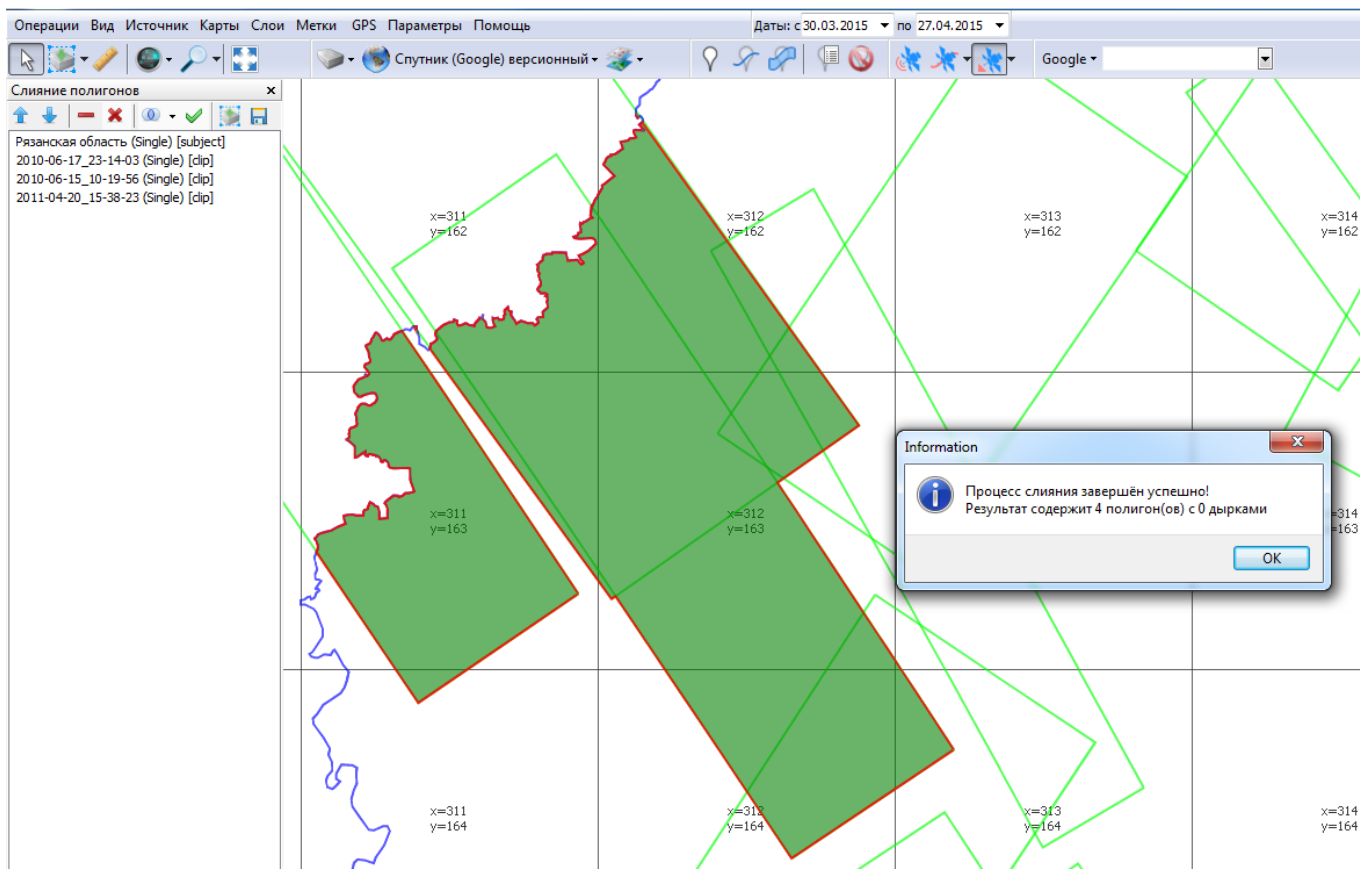 Операции Вид Источник Карты Слои Метки GPS Параметры Помощь
Даты: с 30.03.2015 по 27.04.2015
Спутник (Google) версионный
Google
Слияние полигонов
Рязанская область (Single) [subject]
2010-06-17_23-14-03 (Single) [clip]
2010-06-15_10-19-56 (Single) [clip]
2011-04-20_15-38-23 (Single) [clip]
x=311
y=162
x=312
y=162
x=313
y=162
x=314
y=162
Information
Процесс слияния завершён успешно!
Результат содержит 4 полигон(ов) с 0 дырками
OK
x=311
y=163
x=312
y=163
=314
=163
x=311
y=164
x=312
y=164
x=313
y=164
x=314
y=164